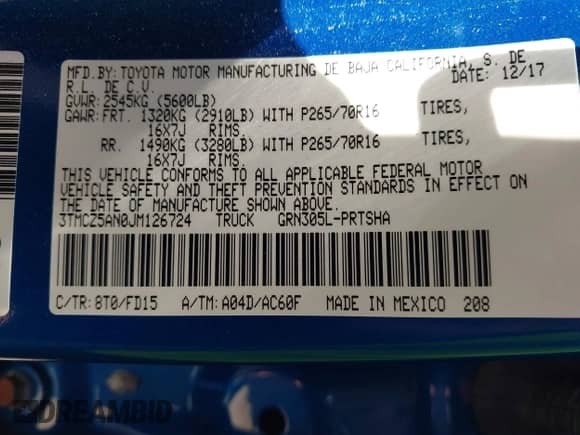 MFD.BY: TOYOTA MOTOR MANUFACTURING DE BAJA CALIFORNIA, S. DE
R.L. DE C.V. DATE: 12/17
GVWR: 2545KG (5600LB)
GAWR: FRT. 1320KG (2910LB) WITH P265/70R16 TIRES,
16X7J RIMS.
RR. 1490KG (3280LB) WITH P265/70R16 TIRES,
16X7J RIMS.
THIS VEHICLE CONFORMS TO ALL APPLICABLE FEDERAL MOTOR
VEHICLE SAFETY AND THEFT PREVENTION STANDARDS IN EFFECT ON
THE DATE OF MANUFACTURE SHOWN ABOVE.
3TMCZ5AN0JM126724 TRUCK GRN305L-PRTSHA
C/TR: 8T0/FD15 A/TM: A04D/AC60F MADE IN MEXICO 208
DREAMBID